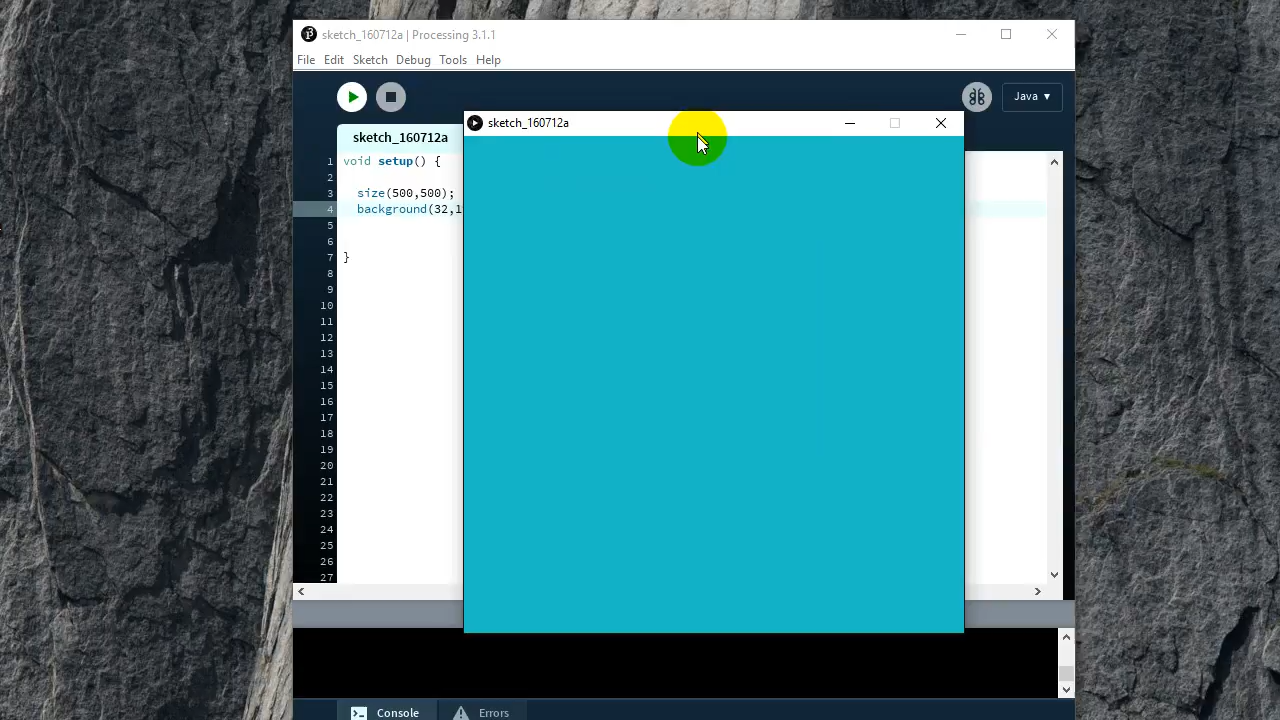 sketch_160712a | Processing 3.1.1
File Edit Sketch Debug Tools Help
Java ▾
sketch_160712a
sketch_160712a
1 void setup() {
2
3 size(500,500);
4 background(32,1
5
6
7 }
8
9
10
11
12
13
14
15
16
17
18
19
20
21
22
23
24
25
26
27
Console Errors